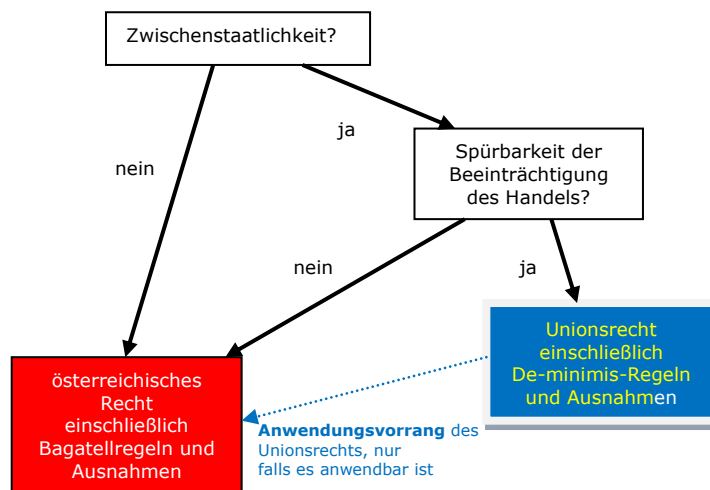 Zwischenstaatlichkeit?
ja
nein
Spürbarkeit der
Beeinträchtigung
des Handels?
nein
ja
Unionsrecht
einschließlich
De-minimis-Regeln
und Ausnahmen
österreichisches
Recht
einschließlich
Bagatellregeln und
Ausnahmen
Anwendungsvorrang des
Unionsrechts, nur
falls es anwendbar ist